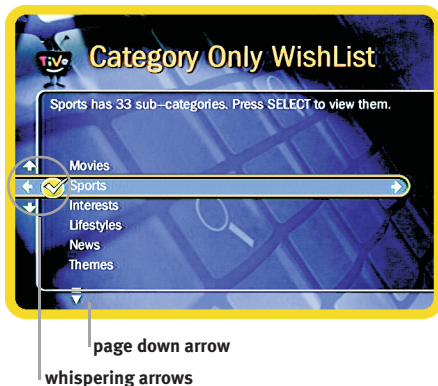 TiVo
Category Only WishList
Sports has 33 sub-categories. Press SELECT to view them.
Movies
Sports
Interests
Lifestyles
News
Themes
page down arrow
whispering arrows